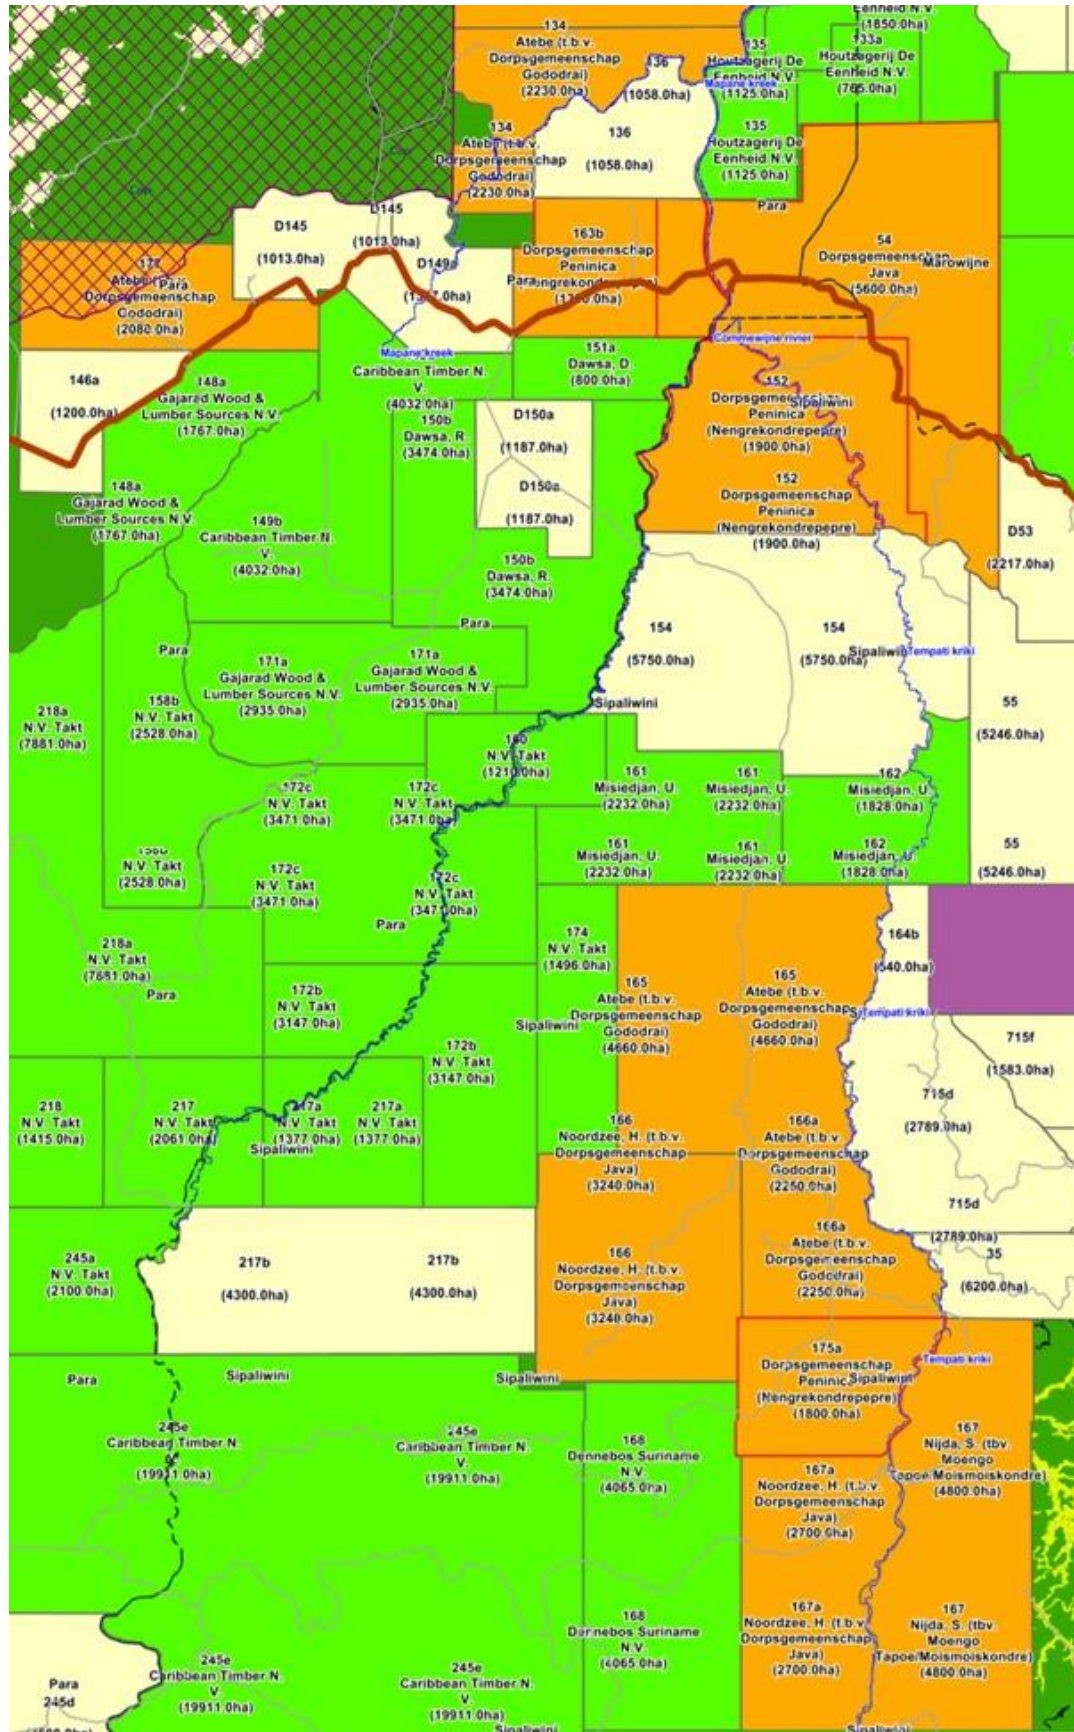 Eenheid N.V.
(1850.0ha)
134
Atebe (t.b.v.
Dorpsgemeenschap
Gododrai)
(2230.0ha)
136
(1058.0ha)
135
Houtzagerij De
Eenheid N.V.
(1125.0ha)
Mapane kreek
133a
Houtzagerij De
Eenheid N.V.
(765.0ha)
134
Atebe (t.b.v.
Dorpsgemeenschap
Gododrai)
(2230.0ha)
136
(1058.0ha)
135
Houtzagerij De
Eenheid N.V.
(1125.0ha)
Para
D145
(1013.0ha)
D145
(1013.0ha)
D149a
163b
Dorpsgemeenschap
Peninica
Para
54
Dorpsgemeenschap
Java
(5600.0ha)
Marowijne
Atebe
Para
Dorpsgemeenschap
Gododrai)
(2080.0ha)
Commewijne rivier
Mapane kreek
Caribbean Timber N.
V.
(4032.0ha)
151a
Dawsa, D.
(800.0ha)
146a
(1200.0ha)
148a
Gajarad Wood &
Lumber Sources N.V.
(1767.0ha)
152
Sipaliwini
Peninica
(Nengrekondrepepre)
(1900.0ha)
150b
Dawsa, R.
(3474.0ha)
D150a
(1187.0ha)
D150a
(1187.0ha)
152
Dorpsgemeenschap
Peninica
(Nengrekondrepepre)
(1900.0ha)
148a
Gajarad Wood &
Lumber Sources N.V.
(1767.0ha)
149b
Caribbean Timber N.
V.
(4032.0ha)
D53
(2217.0ha)
150b
Dawsa, R.
(3474.0ha)
Para
Para
154
(5750.0ha)
154
(5750.0ha)
Sipaliwini
Tempati kriki
171a
Gajarad Wood &
Lumber Sources N.V.
(2935.0ha)
171a
Gajarad Wood &
Lumber Sources N.V.
(2935.0ha)
Sipaliwini
218a
N.V. Takt
(7881.0ha)
158b
N.V. Takt
(2528.0ha)
55
(5246.0ha)
160
N.V. Takt
(1210.0ha)
172c
N.V. Takt
(3471.0ha)
172c
N.V. Takt
(3471.0ha)
161
Misiedjan, U.
(2232.0ha)
161
Misiedjan, U.
(2232.0ha)
162
Misiedjan, U.
(1828.0ha)
158b
N.V. Takt
(2528.0ha)
172c
N.V. Takt
(3471.0ha)
172c
N.V. Takt
(3471.0ha)
161
Misiedjan, U.
(2232.0ha)
161
Misiedjan, U.
(2232.0ha)
162
Misiedjan, U.
(1828.0ha)
55
(5246.0ha)
Para
218a
N.V. Takt
(7681.0ha)
Para
174
N.V. Takt
(1496.0ha)
164b
(540.0ha)
165
Atebe (t.b.v.
Dorpsgemeenschap
Gododrai)
(4660.0ha)
165
Atebe (t.b.v.
Dorpsgemeenschap
Gododrai)
(4660.0ha)
Tempati kriki
172b
N.V. Takt
(3147.0ha)
Sipaliwini
172b
N.V. Takt
(3147.0ha)
715f
(1583.0ha)
715d
(2789.0ha)
218
N.V. Takt
(1415.0ha)
217
N.V. Takt
(2061.0ha)
217a
N.V. Takt
(1377.0ha)
217a
N.V. Takt
(1377.0ha)
Sipaliwini
166
Noordzee, H. (t.b.v.
Dorpsgemeenschap
Java)
(3240.0ha)
166a
Atebe (t.b.v.
Dorpsgemeenschap
Gododrai)
(2250.0ha)
715d
(2789.0ha)
245a
N.V. Takt
(2100.0ha)
217b
(4300.0ha)
217b
(4300.0ha)
166
Noordzee, H. (t.b.v.
Dorpsgemeenschap
Java)
(3240.0ha)
166a
Atebe (t.b.v.
Dorpsgemeenschap
Gododrai)
(2250.0ha)
35
(6200.0ha)
Para
Sipaliwini
Sipaliwini
175a
Dorpsgemeenschap
Peninica
Sipaliwini
(Nengrekondrepepre)
(1800.0ha)
Tempati kriki
245e
Caribbean Timber N.
V.
(19911.0ha)
245e
Caribbean Timber N.
V.
(19911.0ha)
168
Dennebos Suriname
N.V.
(4065.0ha)
167a
Noordzee, H. (t.b.v.
Dorpsgemeenschap
Java)
(2700.0ha)
167
Nijda, S. (tbv.
Moengo
Tapoe/Moismoiskondre)
(4800.0ha)
168
Dennebos Suriname
N.V.
(4065.0ha)
167a
Noordzee, H. (t.b.v.
Dorpsgemeenschap
Java)
(2700.0ha)
167
Nijda, S. (tbv.
Moengo
Tapoe/Moismoiskondre)
(4800.0ha)
Para
245d
245e
Caribbean Timber N.
V.
(19911.0ha)
245e
Caribbean Timber N.
V.
(19911.0ha)
Sipaliwini
Sipaliwini